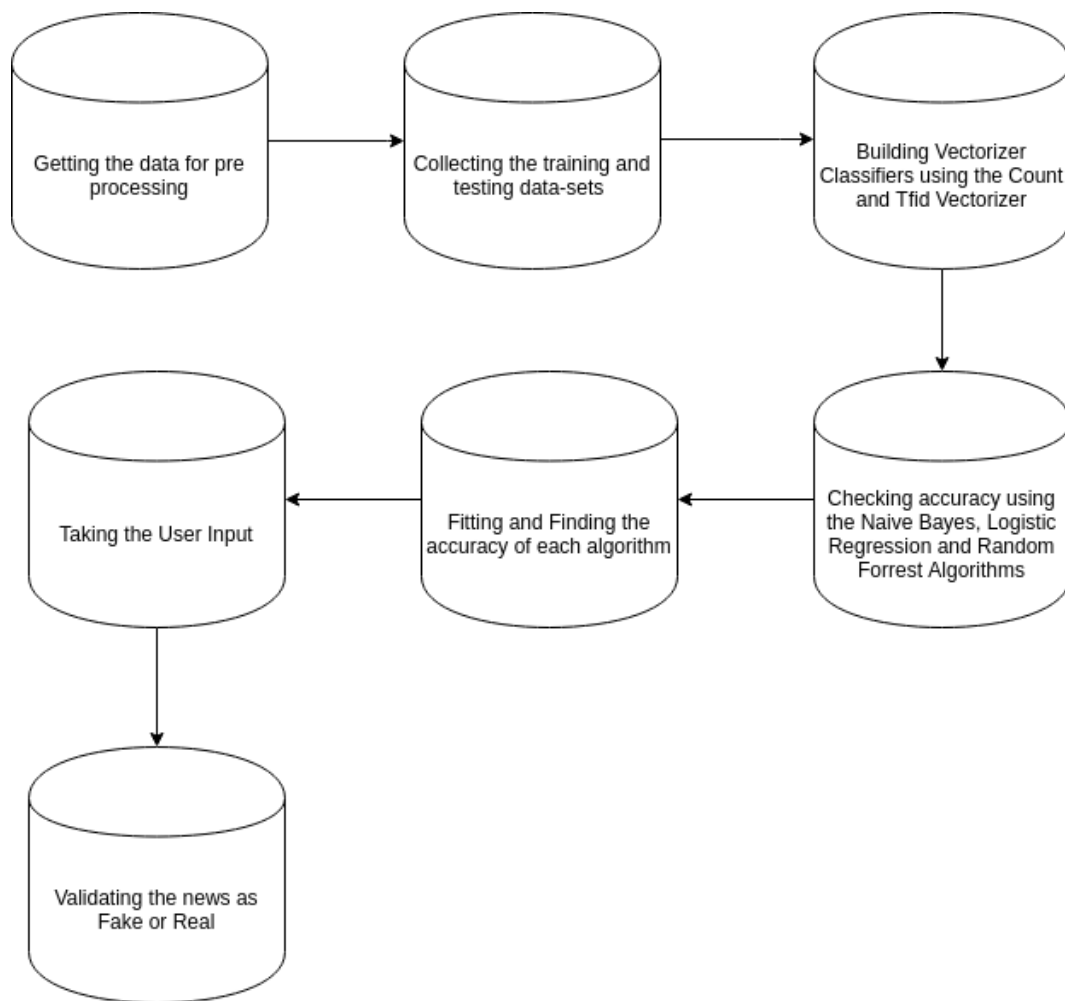 Getting the data for pre
processing
Collecting the training and
testing data-sets
Building Vectorizer
Classifiers using the Count
and Tfid Vectorizer
Checking accuracy using
the Naive Bayes, Logistic
Regression and Random
Forrest Algorithms
Fitting and Finding the
accuracy of each algorithm
Taking the User Input
Validating the news as
Fake or Real